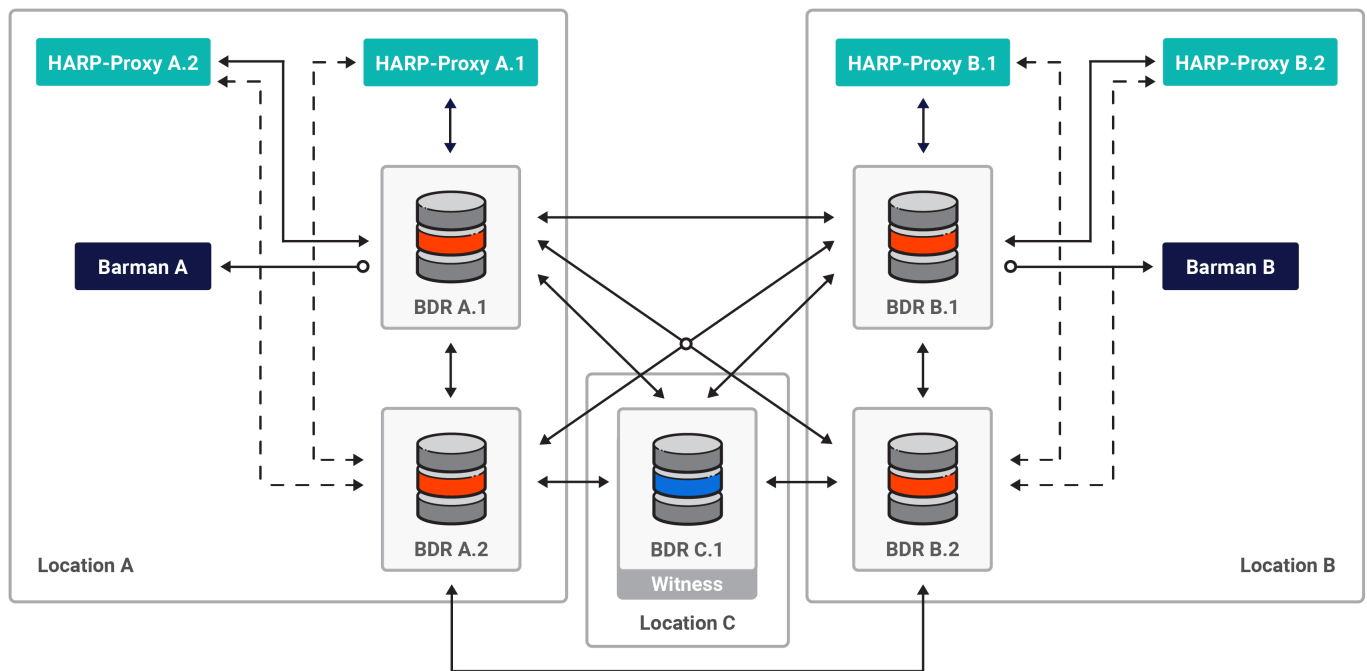 HARP-Proxy A.2
HARP-Proxy A.1
HARP-Proxy B.1
HARP-Proxy B.2
Barman A
BDR A.1
BDR B.1
Barman B
BDR A.2
BDR C.1
BDR B.2
Witness
Location A
Location C
Location B